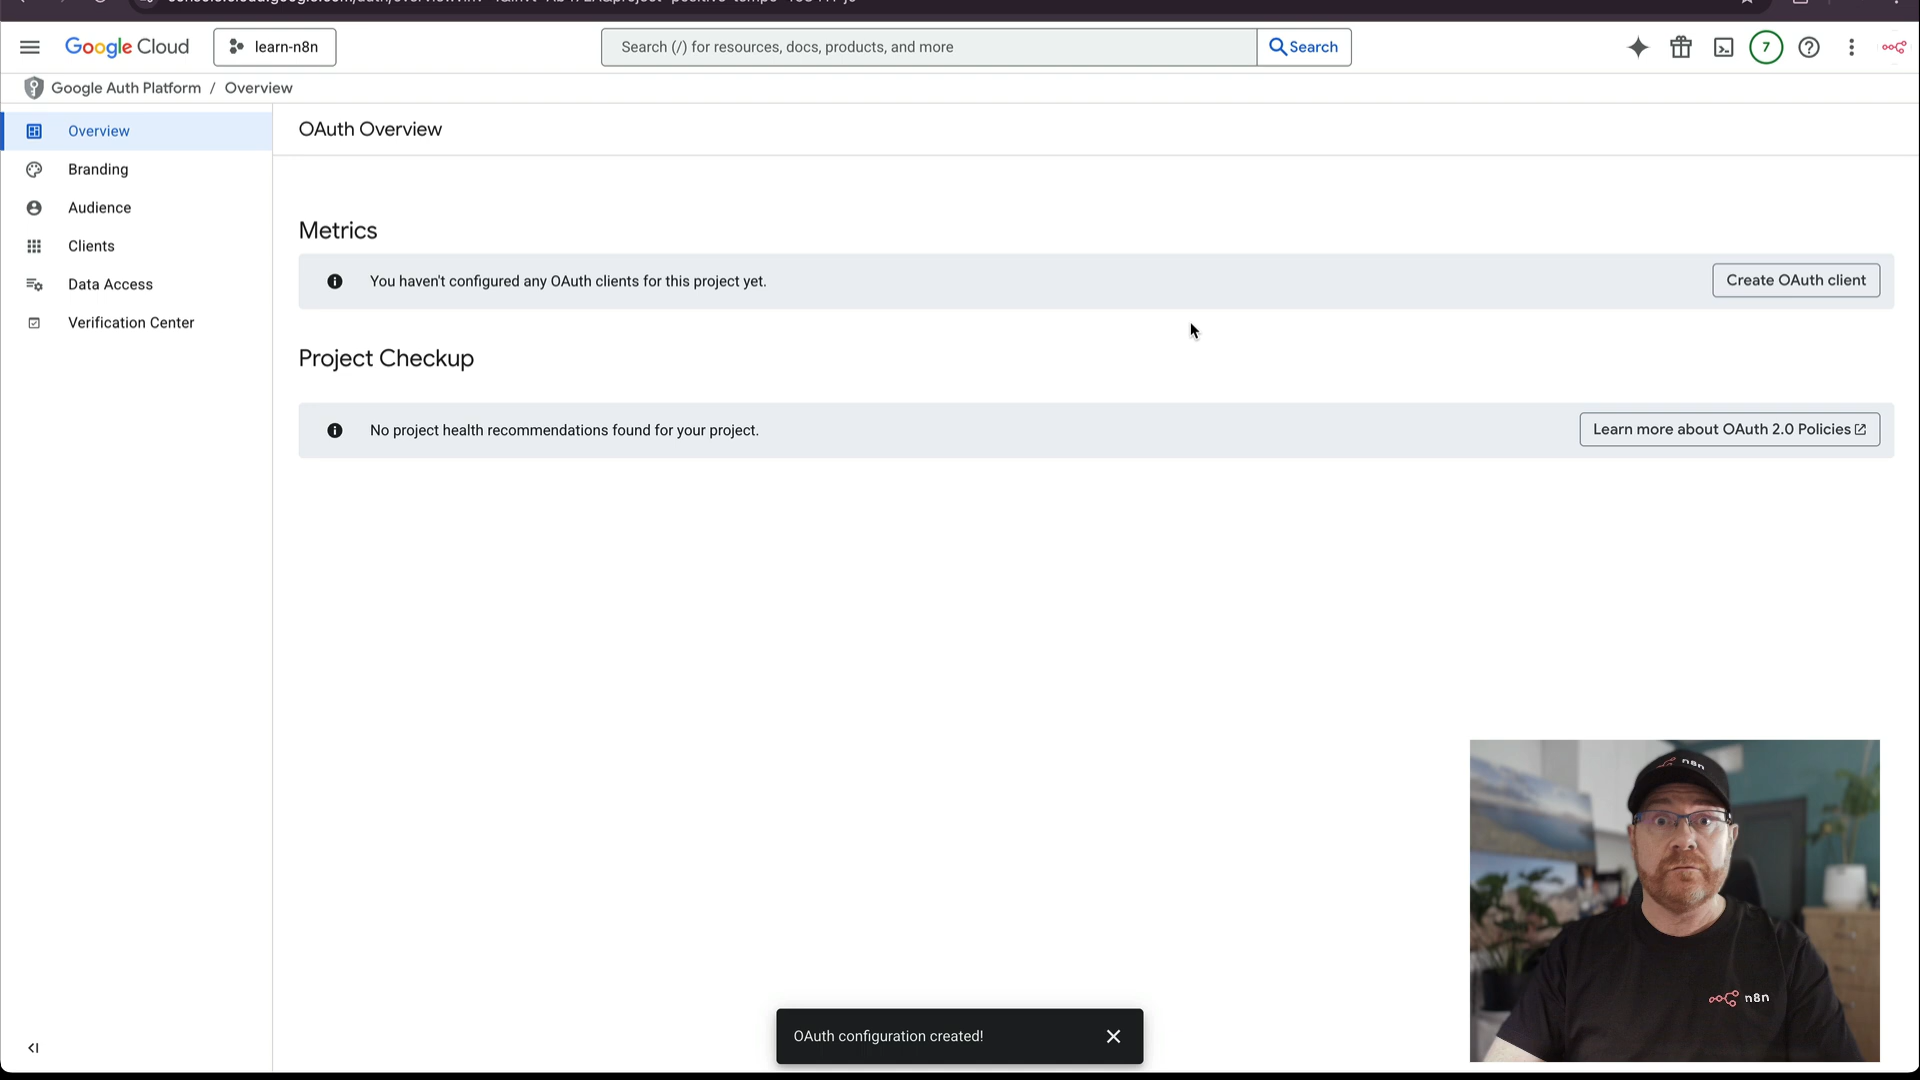 Google Cloud
learn-n8n
Search (/) for resources, docs, products, and more
Search
7
Google Auth Platform / Overview
Overview
Branding
Audience
Clients
Data Access
Verification Center
OAuth Overview
Metrics
You haven't configured any OAuth clients for this project yet.
Create OAuth client
Project Checkup
No project health recommendations found for your project.
Learn more about OAuth 2.0 Policies
n8n
n8n
OAuth configuration created!